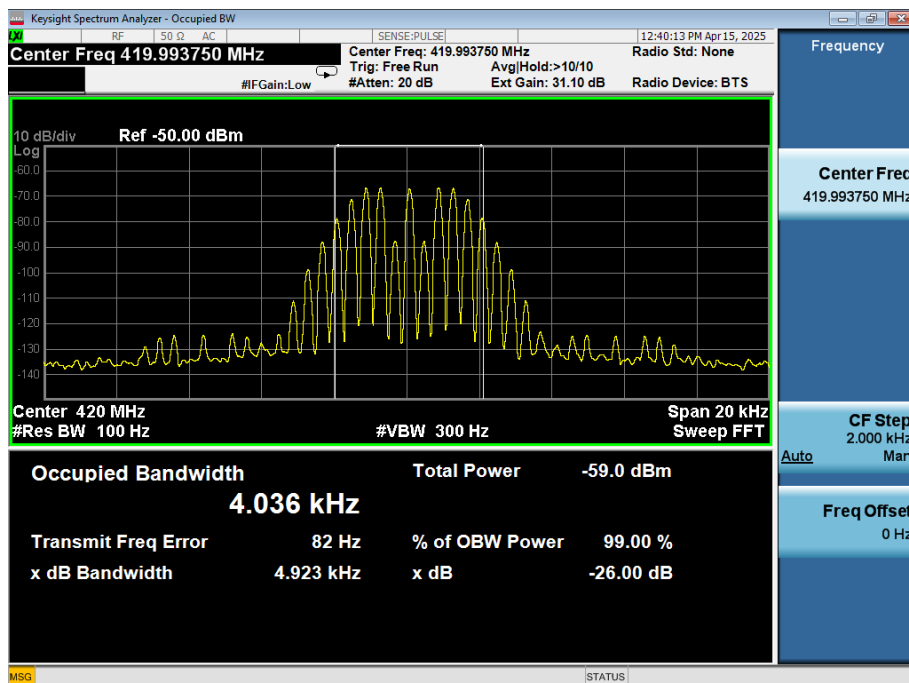 Keysight Spectrum Analyzer - Occupied BW
LXI RF 50 Ω AC SENSE:PULSE 12:40:13 PM Apr 15, 2025
Center Freq 419.993750 MHz
Center Freq: 419.993750 MHz Radio Std: None
Trig: Free Run Avg|Hold:>10/10
#IFGain:Low #Atten: 20 dB Ext Gain: 31.10 dB Radio Device: BTS
10 dB/div Ref -50.00 dBm
Log
-60.0
-70.0
-80.0
-90.0
-100
-110
-120
-130
-140
Center 420 MHz Span 20 kHz
#Res BW 100 Hz #VBW 300 Hz Sweep FFT
Occupied Bandwidth Total Power -59.0 dBm
4.036 kHz
Transmit Freq Error 82 Hz % of OBW Power 99.00 %
x dB Bandwidth 4.923 kHz x dB -26.00 dB
MSG STATUS
Frequency
Center Freq
419.993750 MHz
CF Step
2.000 kHz
Auto Man
Freq Offset
0 Hz